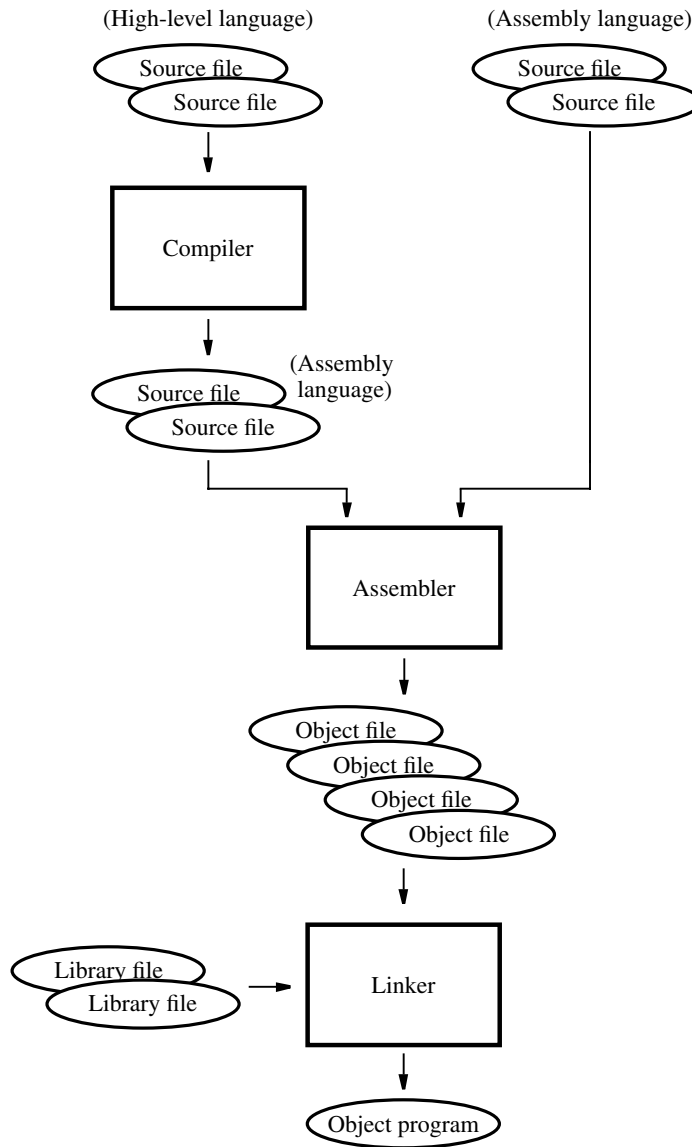 (High-level language)
(Assembly language)
Source file
Source file
Source file
Source file
Compiler
(Assembly
language)
Source file
Source file
Assembler
Object file
Object file
Object file
Object file
Library file
Library file
Linker
Object program